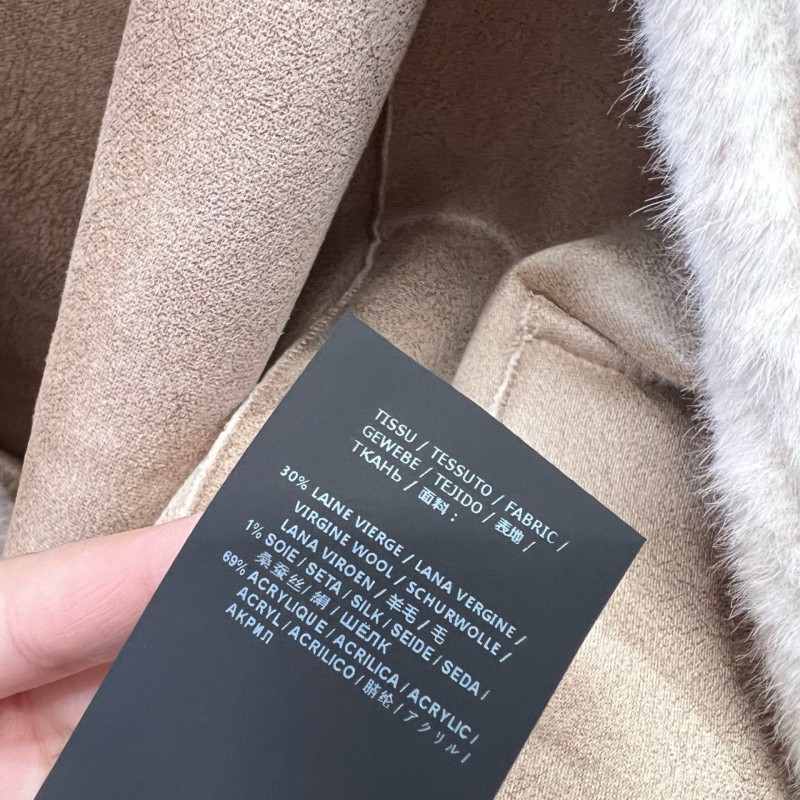 TISSU / TESSUTO / FABRIC /
GEWEBE / TEJIDO / 表地 /
ТКАНЬ / 面料：
30% LAINE VIERGE / LANA VERGINE /
VIRGINE WOOL / SCHURWOLLE /
LANA VIROEN / 羊毛 / 毛
1% SOIE / SETA / SILK / SEIDE / SEDA /
桑蚕丝 / 絹 / ШЁЛК
69% ACRYLIQUE / ACRILICA / ACRYLIC /
ACRYL / ACRILICO / 腈纶 / アクリル /
АКРИЛ